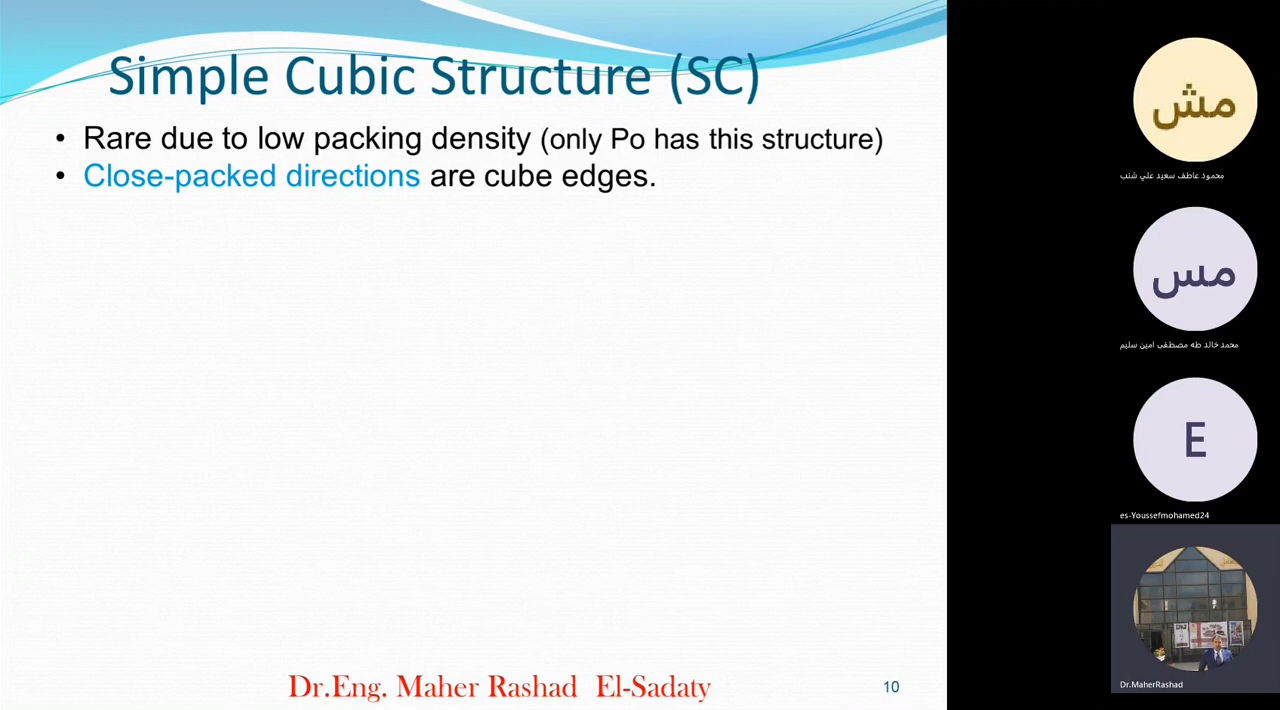 Simple Cubic Structure (SC)
• Rare due to low packing density (only Po has this structure)
• Close-packed directions are cube edges.
Dr.Eng. Maher Rashad El-Sadaty
10
مش
محمود عاطف سعيد علي شنب
مس
محمد خالد طه مصطفى امين سليم
E
es-Youssefmohamed24
Dr.MaherRashad